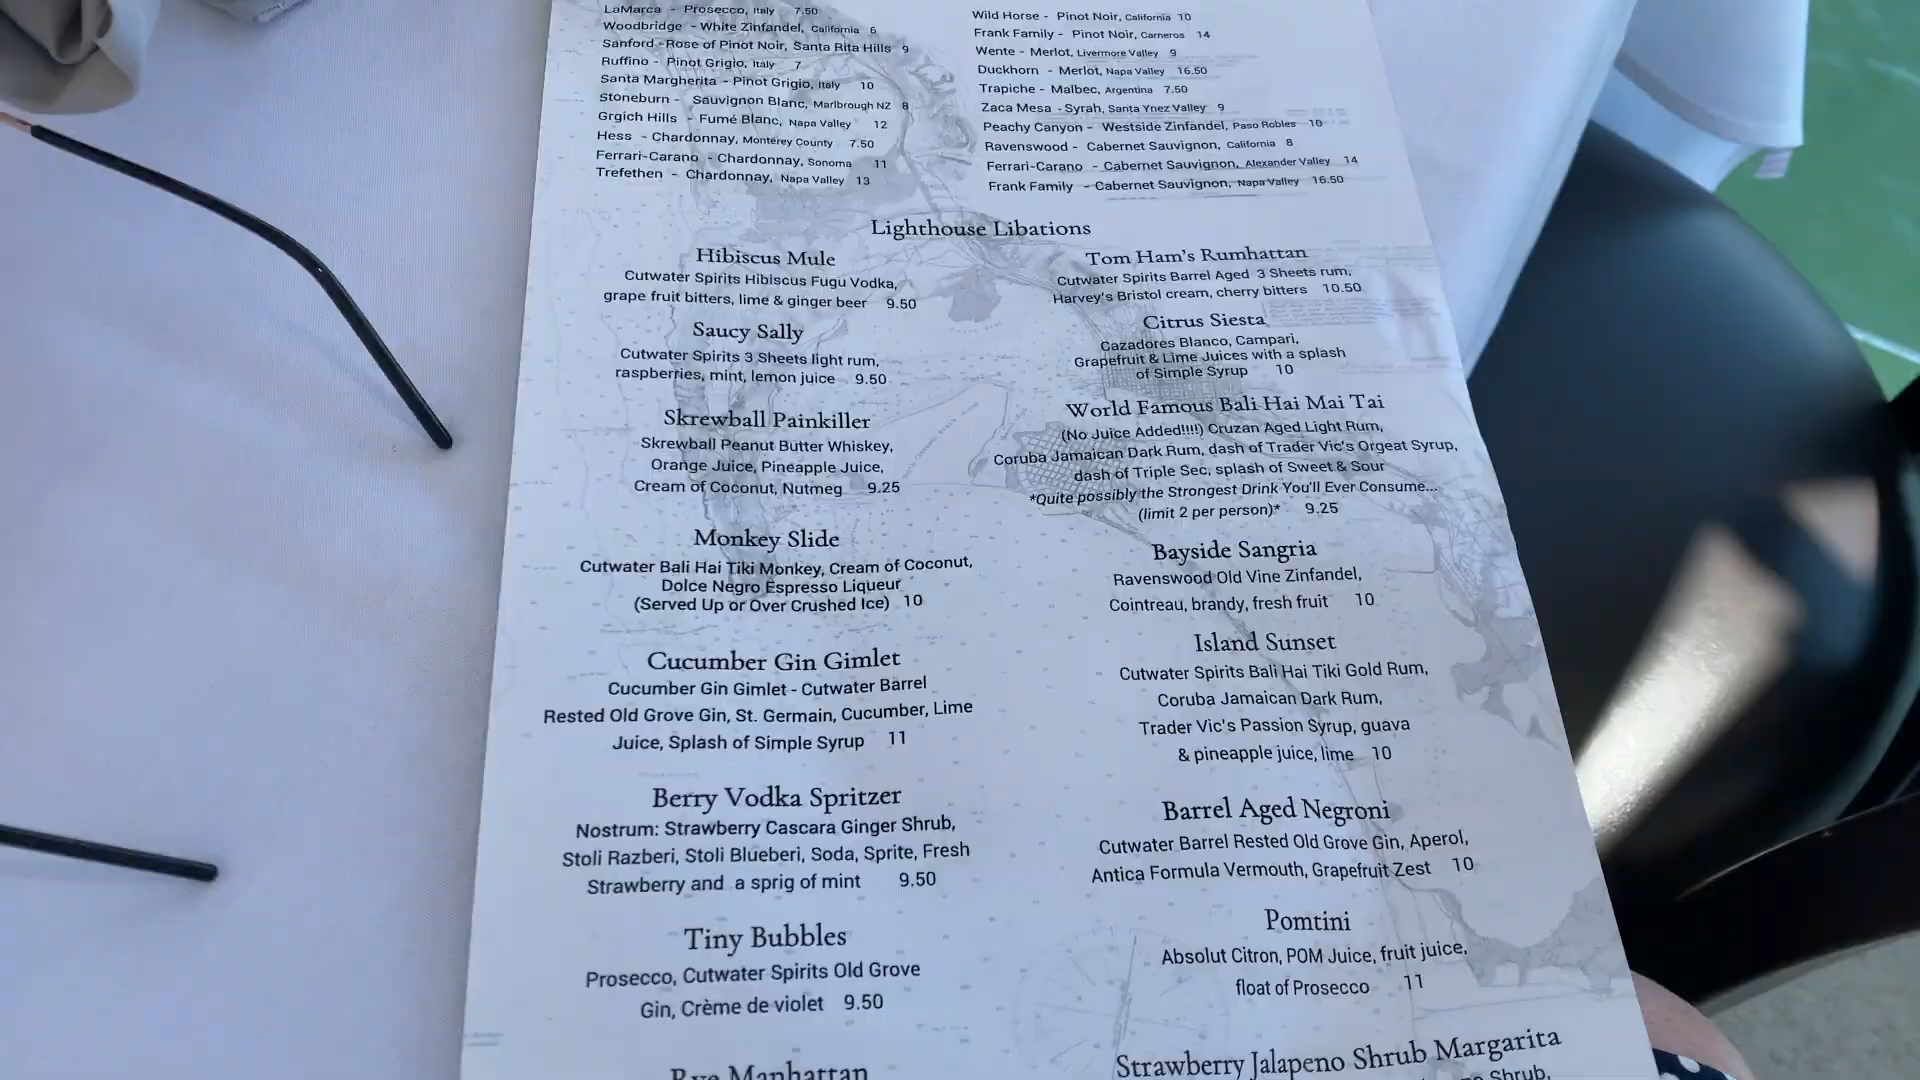 LaMarca - Prosecco, Italy 7.50
Woodbridge - White Zinfandel, California 6
Sanford -Rose of Pinot Noir, Santa Rita Hills 9
Ruffino - Pinot Grigio, Italy 7
Santa Margherita - Pinot Grigio, Italy 10
Stoneburn - Sauvignon Blanc, Marlbrough NZ 8
Grgich Hills - Fumé Blanc, Napa Valley 12
Hess - Chardonnay, Monterey County 7.50
Ferrari-Carano - Chardonnay, Sonoma 11
Trefethen - Chardonnay, Napa Valley 13
Wild Horse - Pinot Noir, California 10
Frank Family - Pinot Noir, Carneros 14
Wente - Merlot, Livermore Valley 9
Duckhorn - Merlot, Napa Valley 16.50
Trapiche - Malbec, Argentina 7.50
Zaca Mesa - Syrah, Santa Ynez Valley 9
Peachy Canyon - Westside Zinfandel, Paso Robles 10
Ravenswood - Cabernet Sauvignon, California 8
Ferrari-Carano - Cabernet Sauvignon, Alexander Valley 14
Frank Family - Cabernet Sauvignon, Napa Valley 16.50
Lighthouse Libations
Hibiscus Mule
Cutwater Spirits Hibiscus Fugu Vodka,
grape fruit bitters, lime & ginger beer 9.50
Saucy Sally
Cutwater Spirits 3 Sheets light rum,
raspberries, mint, lemon juice 9.50
Skrewball Painkiller
Skrewball Peanut Butter Whiskey,
Orange Juice, Pineapple Juice,
Cream of Coconut, Nutmeg 9.25
Monkey Slide
Cutwater Bali Hai Tiki Monkey, Cream of Coconut,
Dolce Negro Espresso Liqueur
(Served Up or Over Crushed Ice) 10
Cucumber Gin Gimlet
Cucumber Gin Gimlet - Cutwater Barrel
Rested Old Grove Gin, St. Germain, Cucumber, Lime
Juice, Splash of Simple Syrup 11
Berry Vodka Spritzer
Nostrum: Strawberry Cascara Ginger Shrub,
Stoli Razberi, Stoli Blueberi, Soda, Sprite, Fresh
Strawberry and a sprig of mint 9.50
Tiny Bubbles
Prosecco, Cutwater Spirits Old Grove
Gin, Crème de violet 9.50
Rye Manhattan
Tom Ham's Rumhattan
Cutwater Spirits Barrel Aged 3 Sheets rum,
Harvey's Bristol cream, cherry bitters 10.50
Citrus Siesta
Cazadores Blanco, Campari,
Grapefruit & Lime Juices with a splash
of Simple Syrup 10
World Famous Bali Hai Mai Tai
(No Juice Added!!!!) Cruzan Aged Light Rum,
Coruba Jamaican Dark Rum, dash of Trader Vic's Orgeat Syrup,
dash of Triple Sec, splash of Sweet & Sour
*Quite possibly the Strongest Drink You'll Ever Consume...
(limit 2 per person)* 9.25
Bayside Sangria
Ravenswood Old Vine Zinfandel,
Cointreau, brandy, fresh fruit 10
Island Sunset
Cutwater Spirits Bali Hai Tiki Gold Rum,
Coruba Jamaican Dark Rum,
Trader Vic's Passion Syrup, guava
& pineapple juice, lime 10
Barrel Aged Negroni
Cutwater Barrel Rested Old Grove Gin, Aperol,
Antica Formula Vermouth, Grapefruit Zest 10
Pomtini
Absolut Citron, POM Juice, fruit juice,
float of Prosecco 11
Strawberry Jalapeno Shrub Margarita
Shrub,